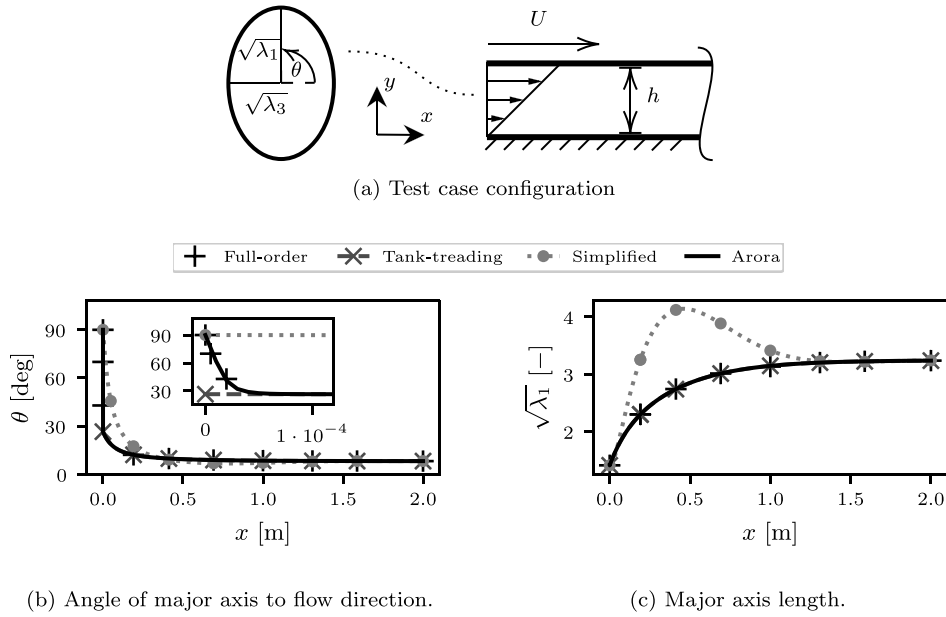 U
√λ₁
θ
√λ₃
y
x
h
(a) Test case configuration
Full-order Tank-treading Simplified Arora
θ [deg]
90
60
30
0
90
60
30
0 1 · 10⁻⁴
0.0 0.5 1.0 1.5 2.0
x [m]
√λ₁ [−]
4
3
2
0.0 0.5 1.0 1.5 2.0
x [m]
(b) Angle of major axis to flow direction.
(c) Major axis length.